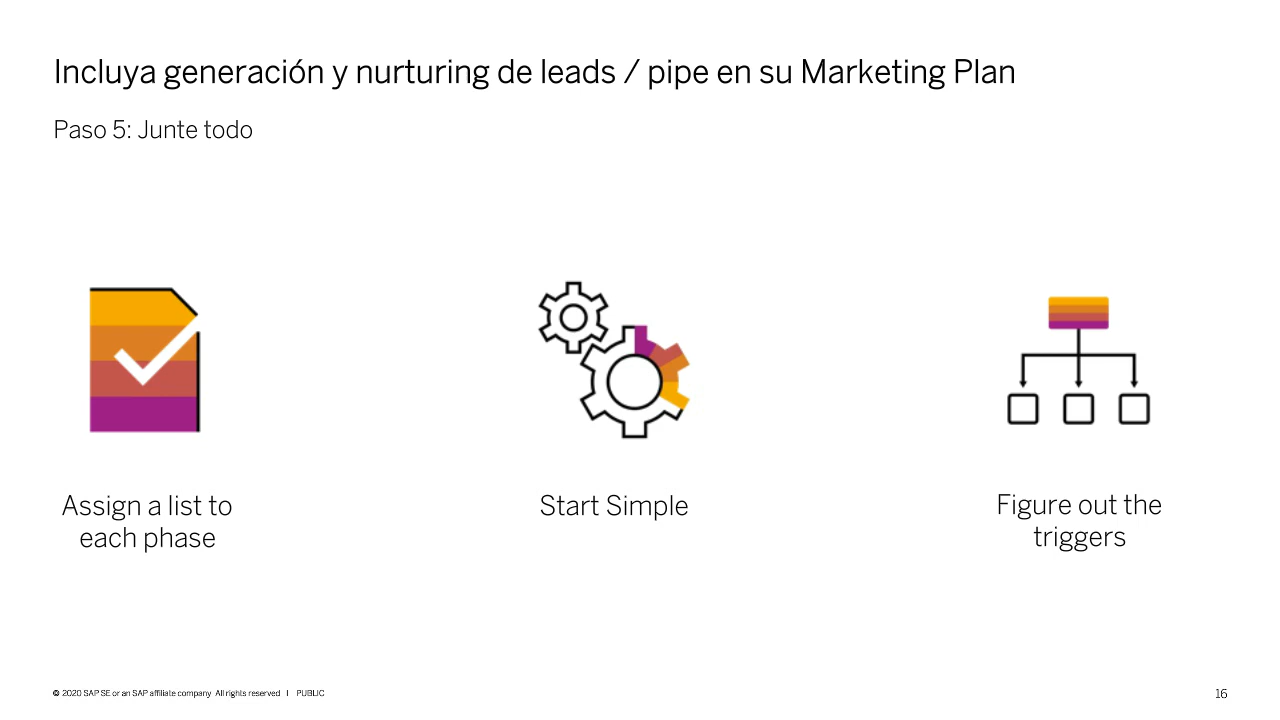 Incluya generación y nurturing de leads / pipe en su Marketing Plan
Paso 5: Junte todo
Assign a list to
each phase
Start Simple
Figure out the
triggers
© 2020 SAP SE or an SAP affiliate company. All rights reserved ǀ PUBLIC
16